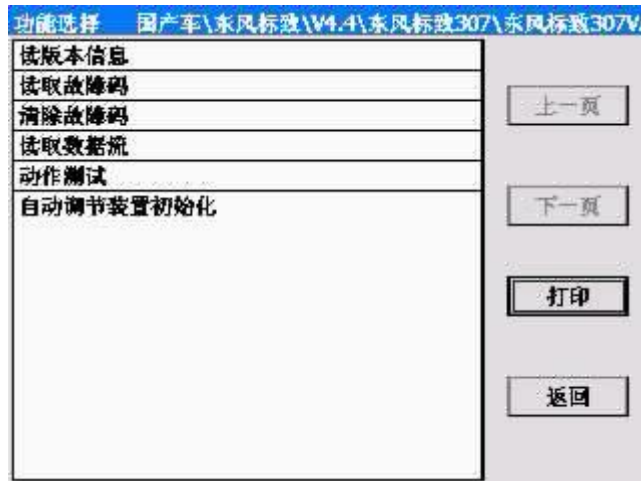 功能选择 国产车\东风标致\V4.4\东风标致307\东风标致307V.
读版本信息
读取故障码
清除故障码
读取数据流
动作测试
自动调节装置初始化
上一页
下一页
打印
返回